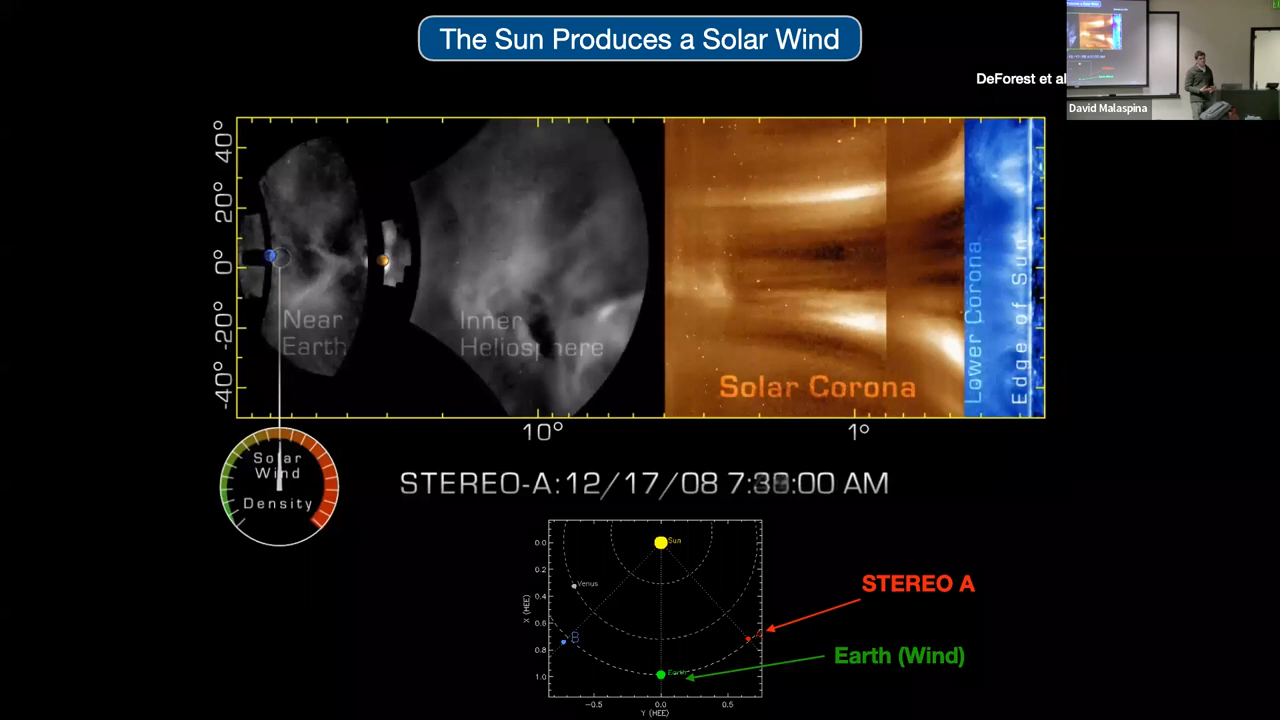 The Sun Produces a Solar Wind
DeForest et al
David Malaspina
40°
20°
0°
-20°
-40°
Near
Earth
Inner
Heliosphere
Solar Corona
Lower Corona
Edge of Sun
10°
1°
Solar
Wind
Density
STEREO-A: 12/17/08 7:38:00 AM
Sun
Venus
B
A
Earth
0.0
0.2
0.4
0.6
0.8
1.0
X (HEE)
-0.5
0.0
0.5
Y (HEE)
STEREO A
Earth (Wind)